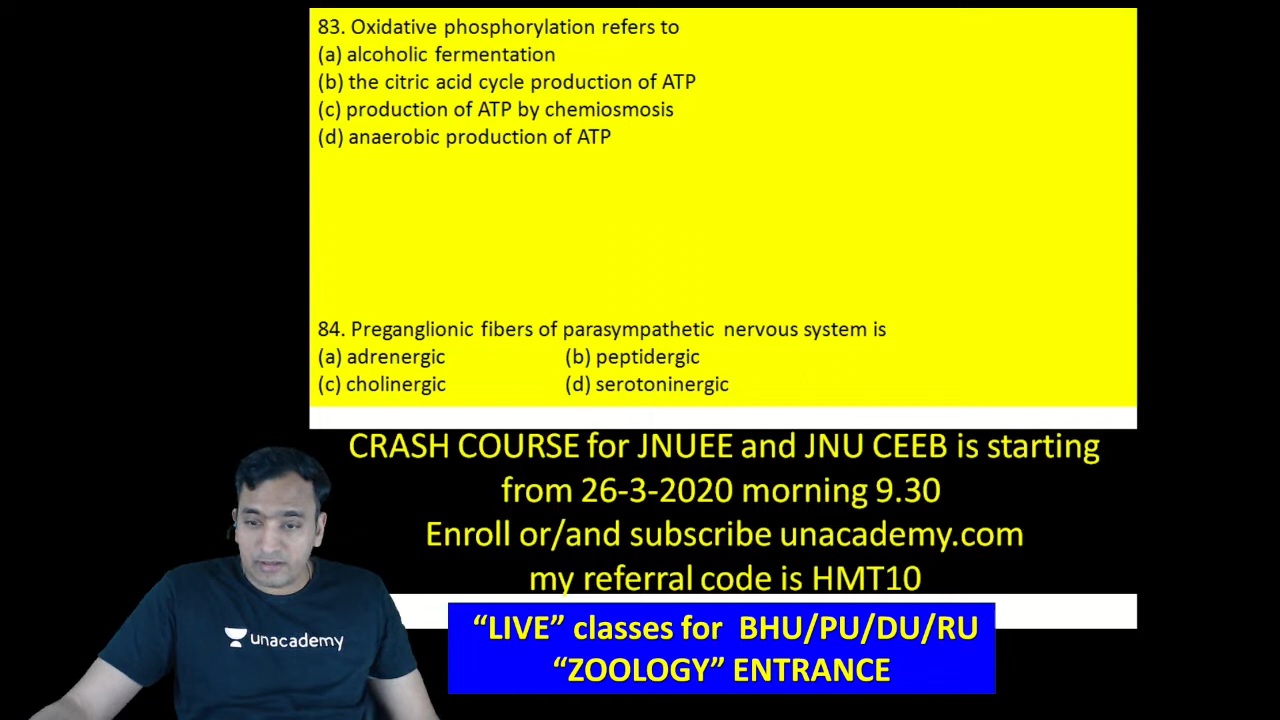 83. Oxidative phosphorylation refers to
(a) alcoholic fermentation
(b) the citric acid cycle production of ATP
(c) production of ATP by chemiosmosis
(d) anaerobic production of ATP
84. Preganglionic fibers of parasympathetic nervous system is
(a) adrenergic (b) peptidergic
(c) cholinergic (d) serotoninergic
CRASH COURSE for JNUEE and JNU CEEB is starting
from 26-3-2020 morning 9.30
Enroll or/and subscribe unacademy.com
my referral code is HMT10
unacademy
“LIVE” classes for BHU/PU/DU/RU
“ZOOLOGY” ENTRANCE